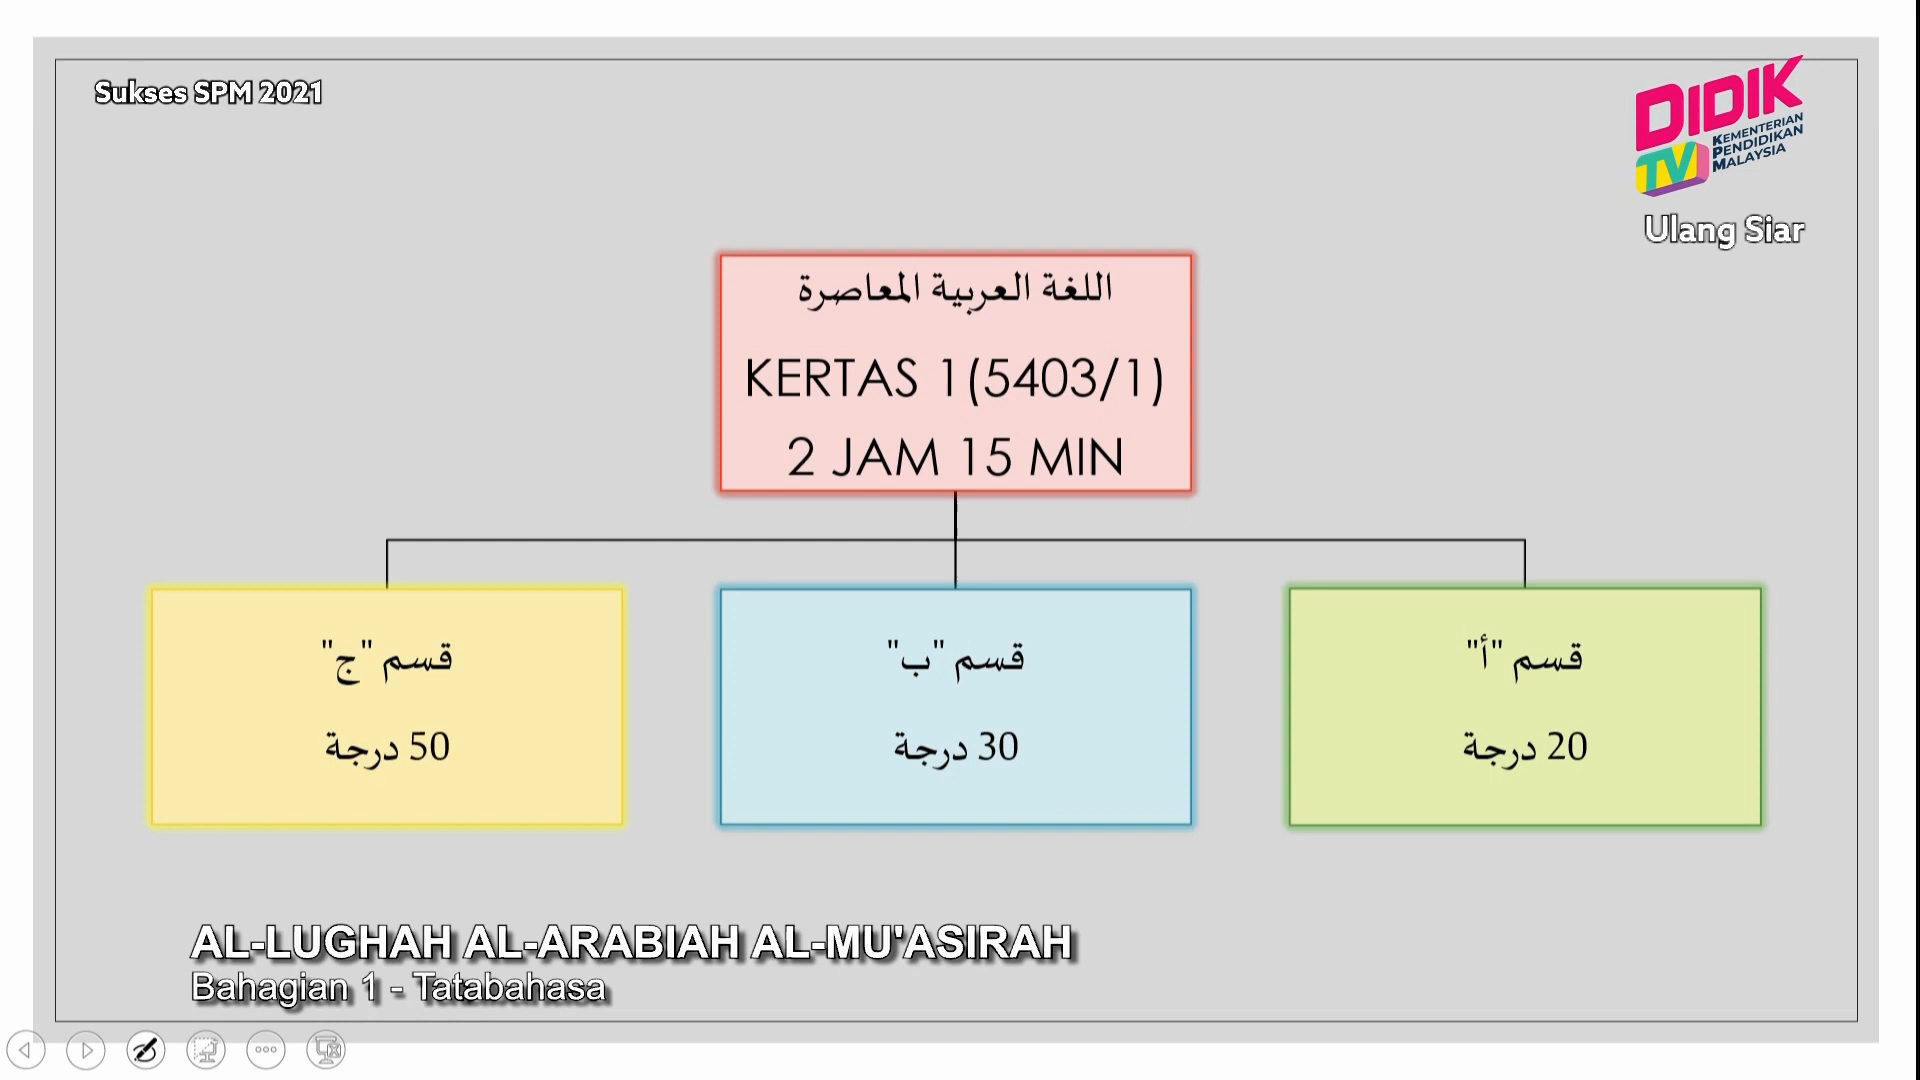 Sukses SPM 2021
DIDIK
TV
KEMENTERIAN
PENDIDIKAN
MALAYSIA
Ulang Siar
اللغة العربية المعاصرة
KERTAS 1(5403/1)
2 JAM 15 MIN
قسم "أ"
20 درجة
قسم "ب"
30 درجة
قسم "ج"
50 درجة
AL-LUGHAH AL-ARABIAH AL-MU'ASIRAH
Bahagian 1 - Tatabahasa